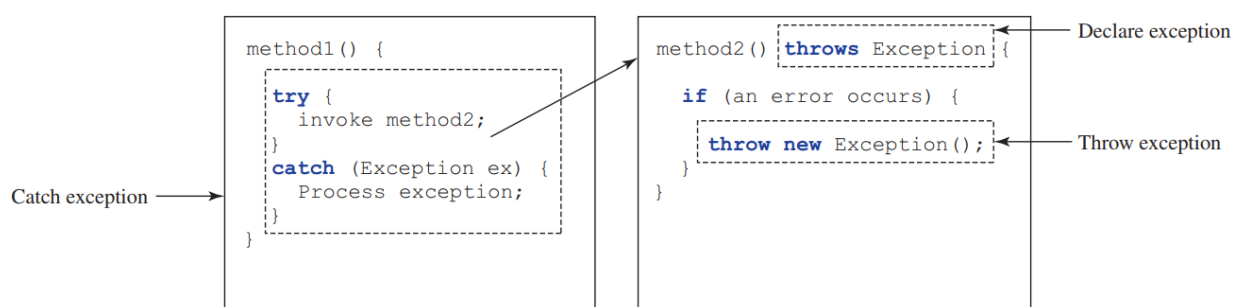 Catch exception
method1() {
try {
invoke method2;
}
catch (Exception ex) {
Process exception;
}
}
method2() throws Exception {
if (an error occurs) {
throw new Exception();
}
}
Declare exception
Throw exception